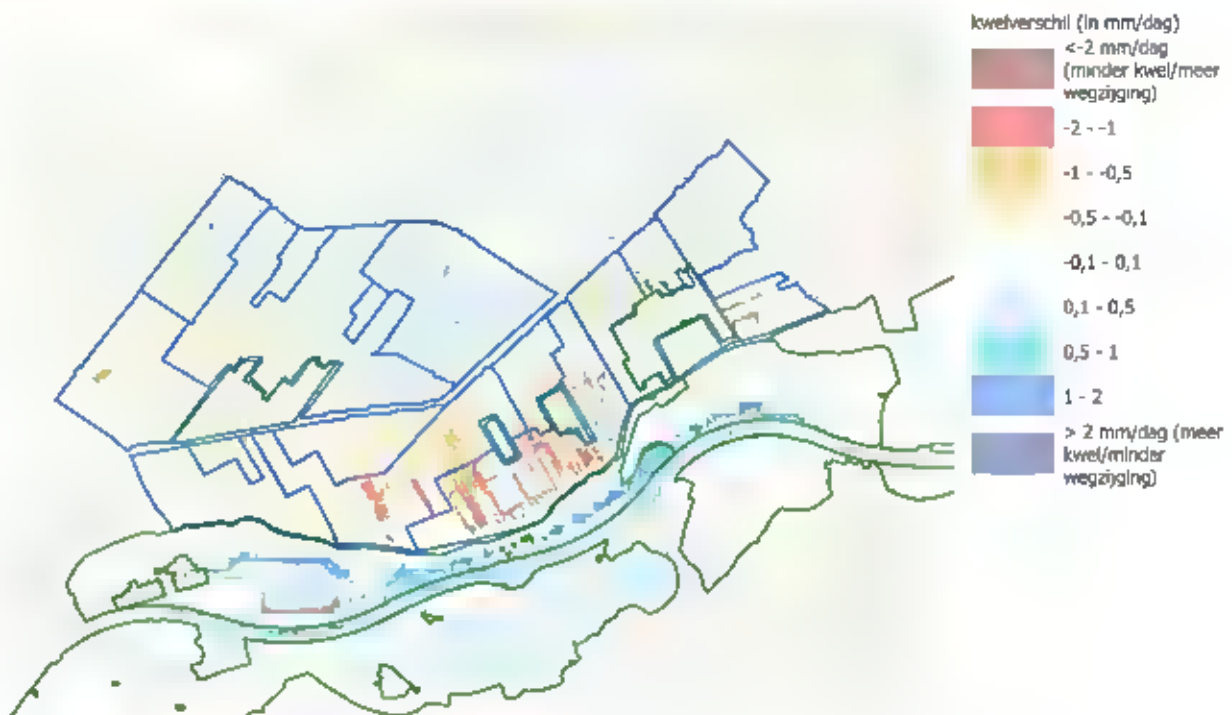 kwelverschil (in mm/dag)
<-2 mm/dag
(minder kwel/meer
wegzijging)
-2 - -1
-1 - -0,5
-0,5 - -0,1
-0,1 - 0,1
0,1 - 0,5
0,5 - 1
1 - 2
> 2 mm/dag (meer
kwel/minder
wegzijging)